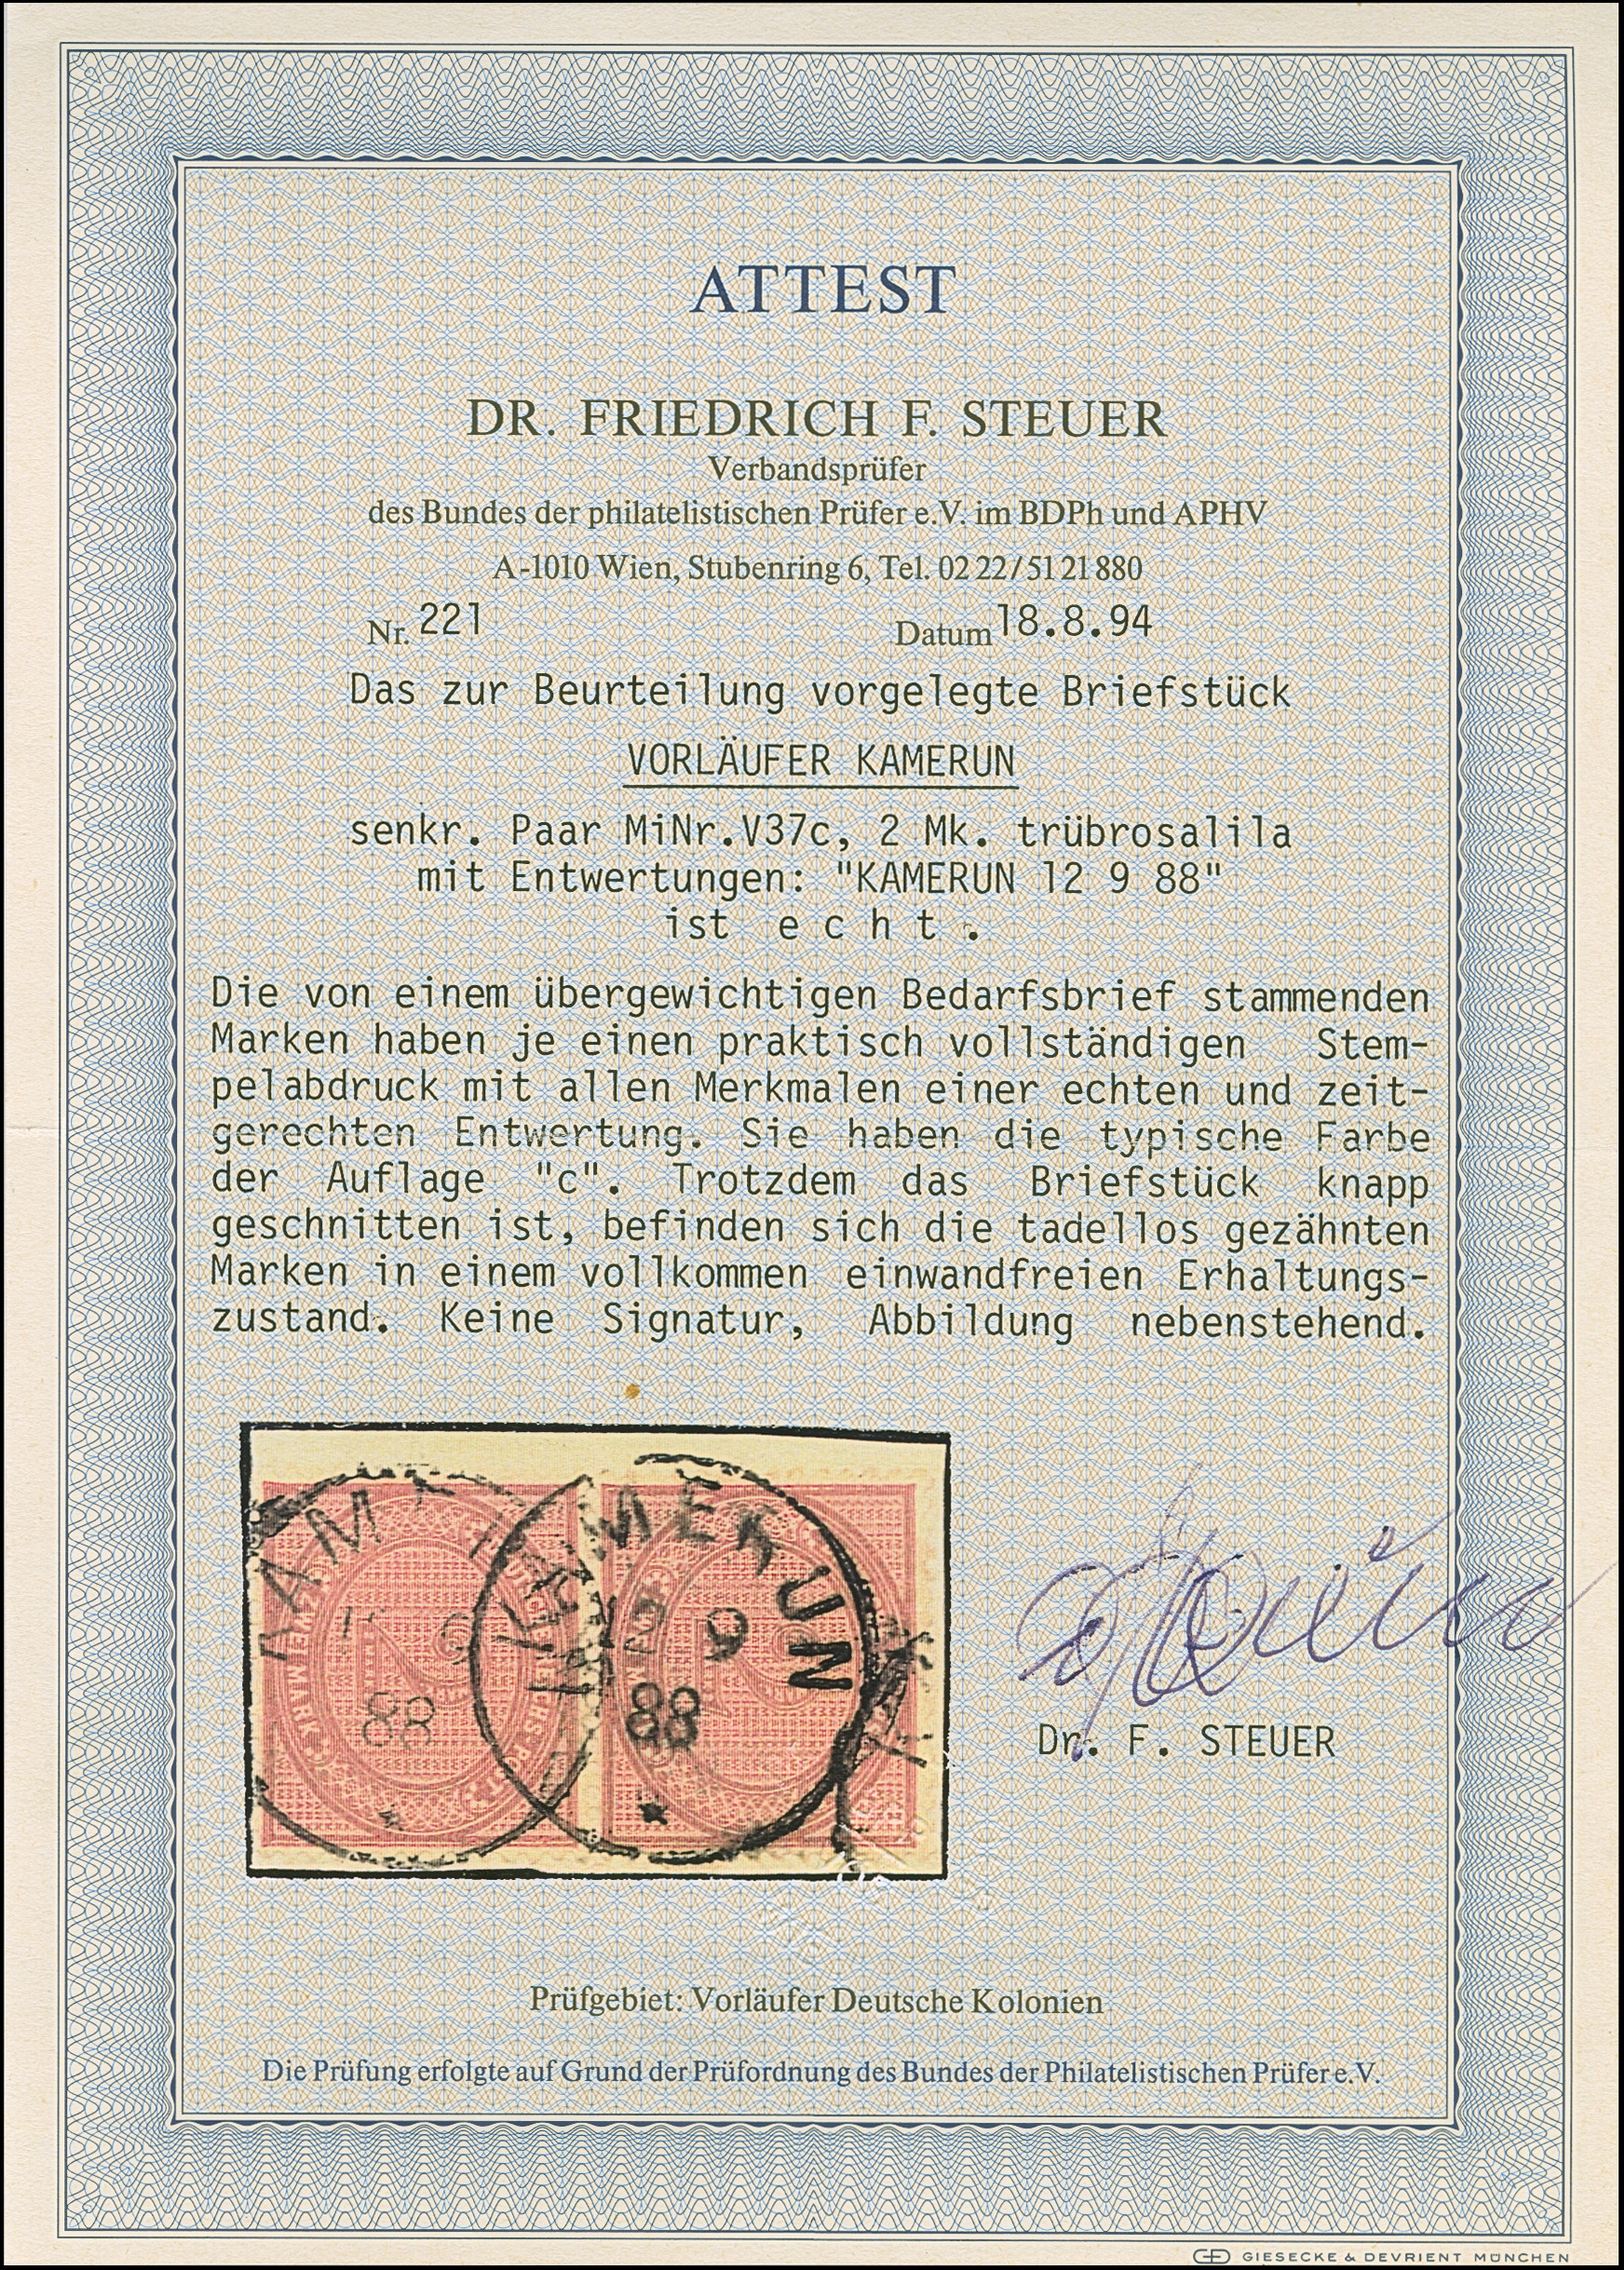 ATTEST
DR. FRIEDRICH F. STEUER
Verbandsprüfer
des Bundes der philatelistischen Prüfer e.V. im BDPh und APHV
A-1010 Wien, Stubenring 6, Tel. 02 22/51 21 880
Nr. 221 Datum 18.8.94
Das zur Beurteilung vorgelegte Briefstück
VORLÄUFER KAMERUN
senkr. Paar MiNr.V37c, 2 Mk. trübrosalila
mit Entwertungen: "KAMERUN 12 9 88"
ist e c h t .
Die von einem übergewichtigen Bedarfsbrief stammenden
Marken haben je einen praktisch vollständigen Stem-
pelabdruck mit allen Merkmalen einer echten und zeit-
gerechten Entwertung. Sie haben die typische Farbe
der Auflage "c". Trotzdem das Briefstück knapp
geschnitten ist, befinden sich die tadellos gezähnten
Marken in einem vollkommen einwandfreien Erhaltungs-
zustand. Keine Signatur, Abbildung nebenstehend.
KAMERUN
9
88
88
ZWEI MARK
Dr. F. STEUER
Prüfgebiet: Vorläufer Deutsche Kolonien
Die Prüfung erfolgte auf Grund der Prüfordnung des Bundes der Philatelistischen Prüfer e.V.
GIESECKE & DEVRIENT MÜNCHEN